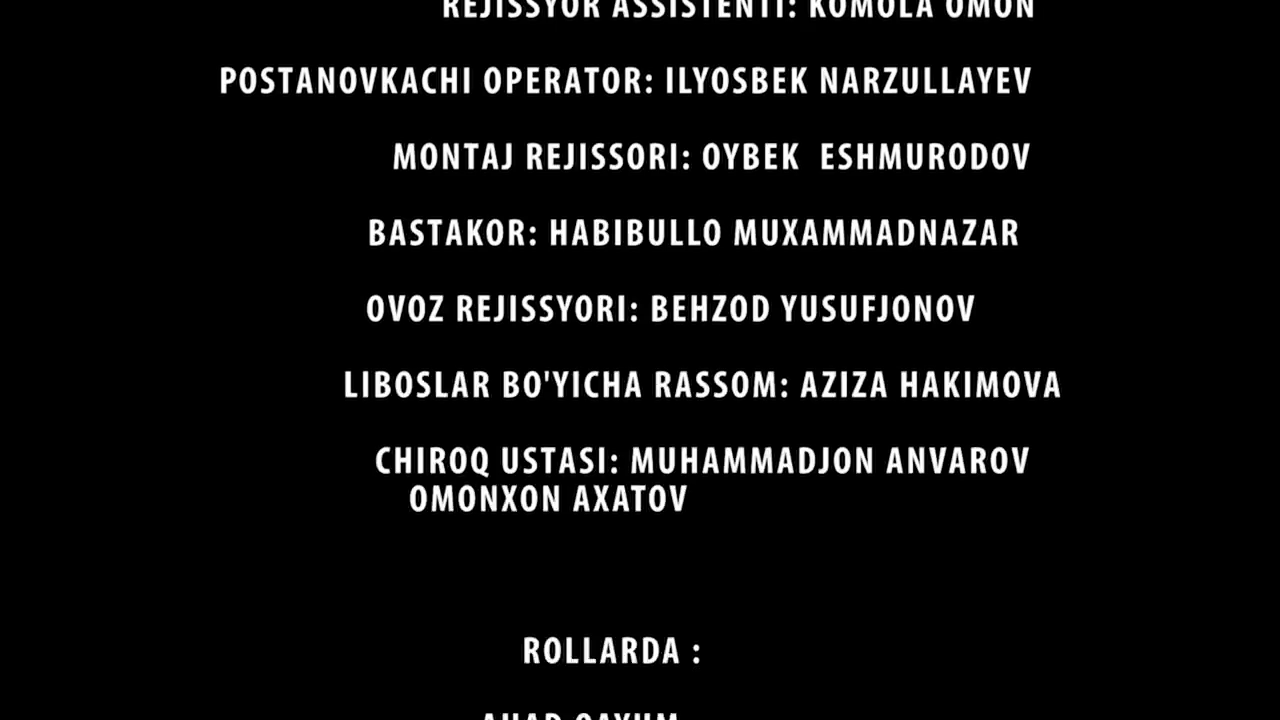 REJISSYOR ASSISTENTI: KOMOLA OMON
POSTANOVKACHI OPERATOR: ILYOSBEK NARZULLAYEV
MONTAJ REJISSORI: OYBEK ESHMURODOV
BASTAKOR: HABIBULLO MUXAMMADNAZAR
OVOZ REJISSYORI: BEHZOD YUSUFJONOV
LIBOSLAR BO'YICHA RASSOM: AZIZA HAKIMOVA
CHIROQ USTASI: MUHAMMADJON ANVAROV
OMONXON AXATOV
ROLLARDA :